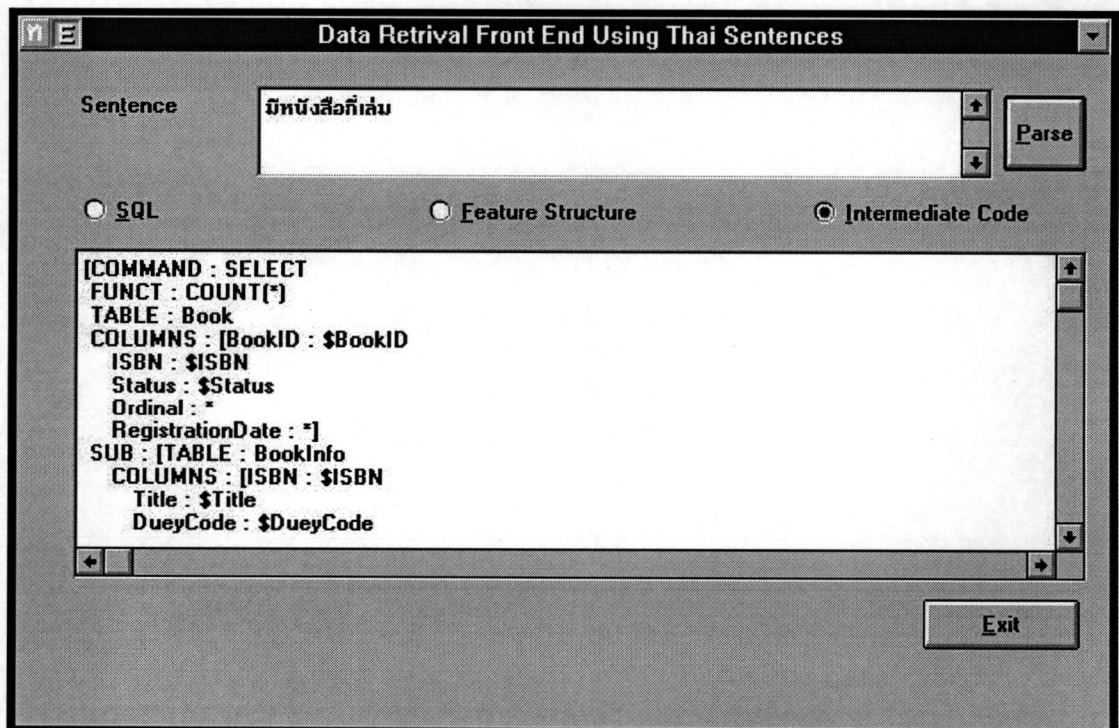 ท E Data Retrival Front End Using Thai Sentences
Sentence
มีหนังสือกี่เล่ม
Parse
SQL Feature Structure Intermediate Code
[COMMAND : SELECT
FUNCT : COUNT(*)
TABLE : Book
COLUMNS : [BookID : $BookID
ISBN : $ISBN
Status : $Status
Ordinal : *
RegistrationDate : *]
SUB : [TABLE : BookInfo
COLUMNS : [ISBN : $ISBN
Title : $Title
DueyCode : $DueyCode
Exit